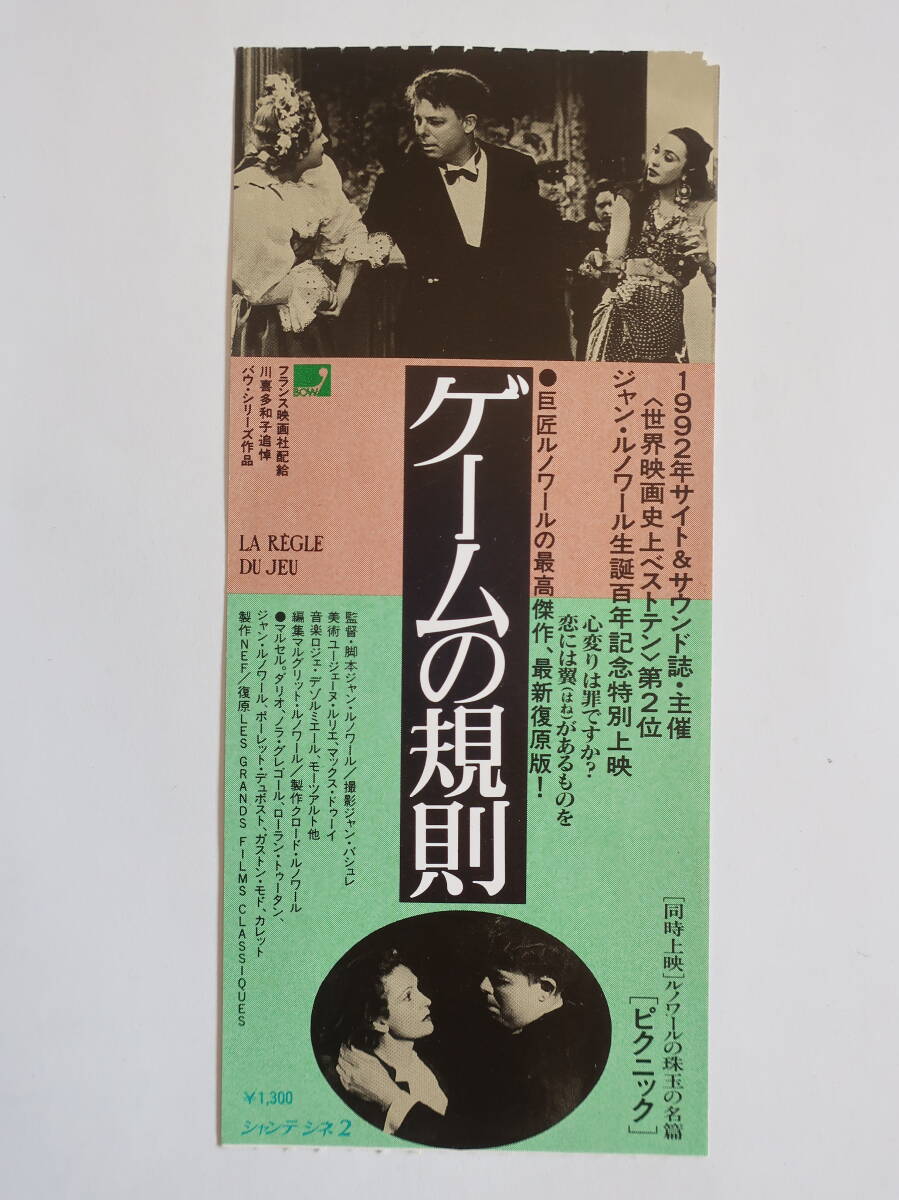 1992年サイト&サウンド誌・主催
〈世界映画史上ベストテン第2位
ジャン・ルノワール生誕百年記念特別上映
心変りは罪ですか？
恋には翼(はね)があるものを
●巨匠ルノワールの最高傑作、最新復原版！
ゲームの規則
BOW
フランス映画社配給
川喜多和子追悼
バウ・シリーズ作品
LA RÈGLE
DU JEU
監督・脚本ジャン・ルノワール／撮影ジャン・バシュレ
美術ユージェーヌ・ルリエ、マックス・ドゥーイ
音楽ロジェ・デゾルミエール、モーツアルト他
編集マルグリット・ルノワール／製作クロード・ルノワール
●マルセル。ダリオ、ノラ・グレゴール、ローラン・トゥータン、
ジャン・ルノワール、ポーレット・デュボスト、ガストン・モド、カレット
製作NEF／復原LES GRANDS FILMS CLASSIQUES
［同時上映］ルノワールの珠玉の名篇
［ピクニック］
¥1,300
シャンテ シネ2